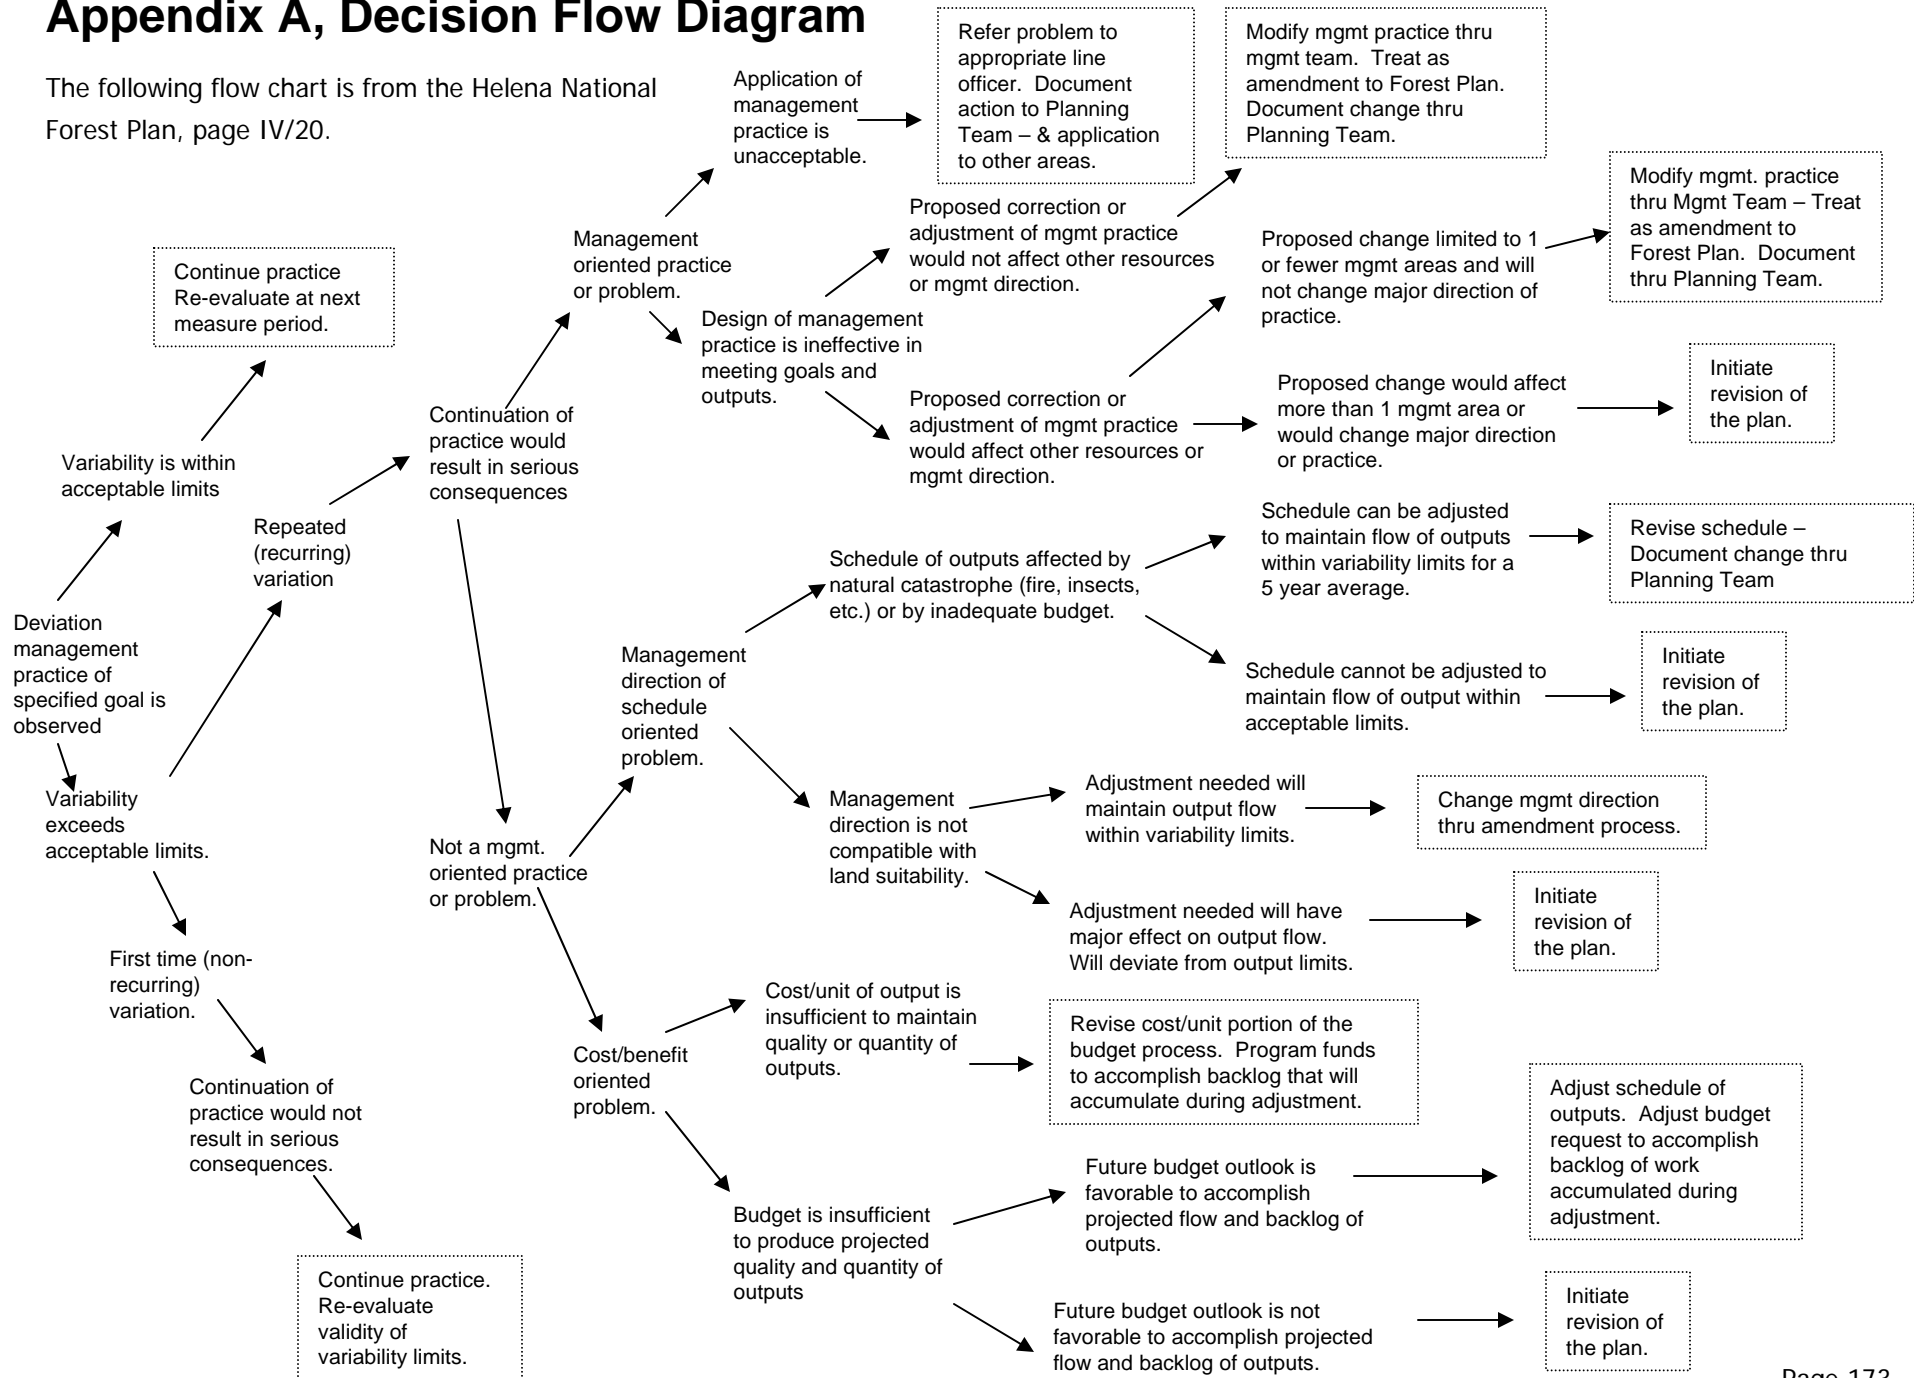 Appendix A, Decision Flow Diagram
The following flow chart is from the Helena National
Forest Plan, page IV/20.
Application of
management
practice is
unacceptable.
Refer problem to
appropriate line
officer. Document
action to Planning
Team – & application
to other areas.
Modify mgmt practice thru
mgmt team. Treat as
amendment to Forest Plan.
Document change thru
Planning Team.
Modify mgmt. practice
thru Mgmt Team – Treat
as amendment to
Forest Plan. Document
thru Planning Team.
Management
oriented practice
or problem.
Proposed correction or
adjustment of mgmt practice
would not affect other resources
or mgmt direction.
Proposed change limited to 1
or fewer mgmt areas and will
not change major direction of
practice.
Continue practice
Re-evaluate at next
measure period.
Design of management
practice is ineffective in
meeting goals and
outputs.
Initiate
revision of
the plan.
Proposed change would affect
more than 1 mgmt area or
would change major direction
or practice.
Proposed correction or
adjustment of mgmt practice
would affect other resources or
mgmt direction.
Continuation of
practice would
result in serious
consequences
Variability is within
acceptable limits
Repeated
(recurring)
variation
Schedule can be adjusted
to maintain flow of outputs
within variability limits for a
5 year average.
Revise schedule –
Document change thru
Planning Team
Schedule of outputs affected by
natural catastrophe (fire, insects,
etc.) or by inadequate budget.
Deviation
management
practice of
specified goal is
observed
Management
direction of
schedule
oriented
problem.
Schedule cannot be adjusted to
maintain flow of output within
acceptable limits.
Initiate
revision of
the plan.
Variability
exceeds
acceptable limits.
Not a mgmt.
oriented practice
or problem.
Management
direction is not
compatible with
land suitability.
Adjustment needed will
maintain output flow
within variability limits.
Change mgmt direction
thru amendment process.
Adjustment needed will have
major effect on output flow.
Will deviate from output limits.
Initiate
revision of
the plan.
First time (non-
recurring)
variation.
Cost/unit of output is
insufficient to maintain
quality or quantity of
outputs.
Revise cost/unit portion of the
budget process. Program funds
to accomplish backlog that will
accumulate during adjustment.
Cost/benefit
oriented
problem.
Continuation of
practice would not
result in serious
consequences.
Adjust schedule of
outputs. Adjust budget
request to accomplish
backlog of work
accumulated during
adjustment.
Future budget outlook is
favorable to accomplish
projected flow and backlog of
outputs.
Budget is insufficient
to produce projected
quality and quantity of
outputs
Continue practice.
Re-evaluate
validity of
variability limits.
Future budget outlook is not
favorable to accomplish projected
flow and backlog of outputs.
Initiate
revision of
the plan.
Page 173